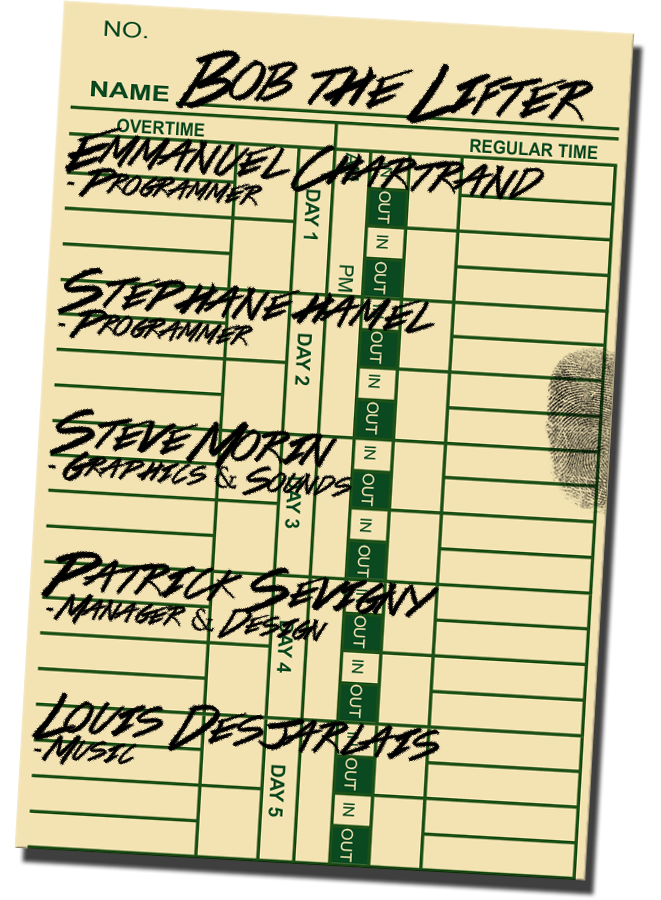 NO.
NAME BOB THE LIFTER
OVERTIME
REGULAR TIME
EMMANUEL CHARTRAND
- PROGRAMMER
DAY 1
OUT
IN
OUT
PM
STEPHANE HAMEL
- PROGRAMMER
DAY 2
OUT
IN
OUT
IN
STEVE MORIN
- GRAPHICS & SOUNDS
DAY 3
OUT
IN
OUT
PATRICK SEVIGNY
- MANAGER & DESIGN
DAY 4
OUT
IN
OUT
LOUIS DESJARLAIS
- MUSIC
DAY 5
OUT
IN
OUT